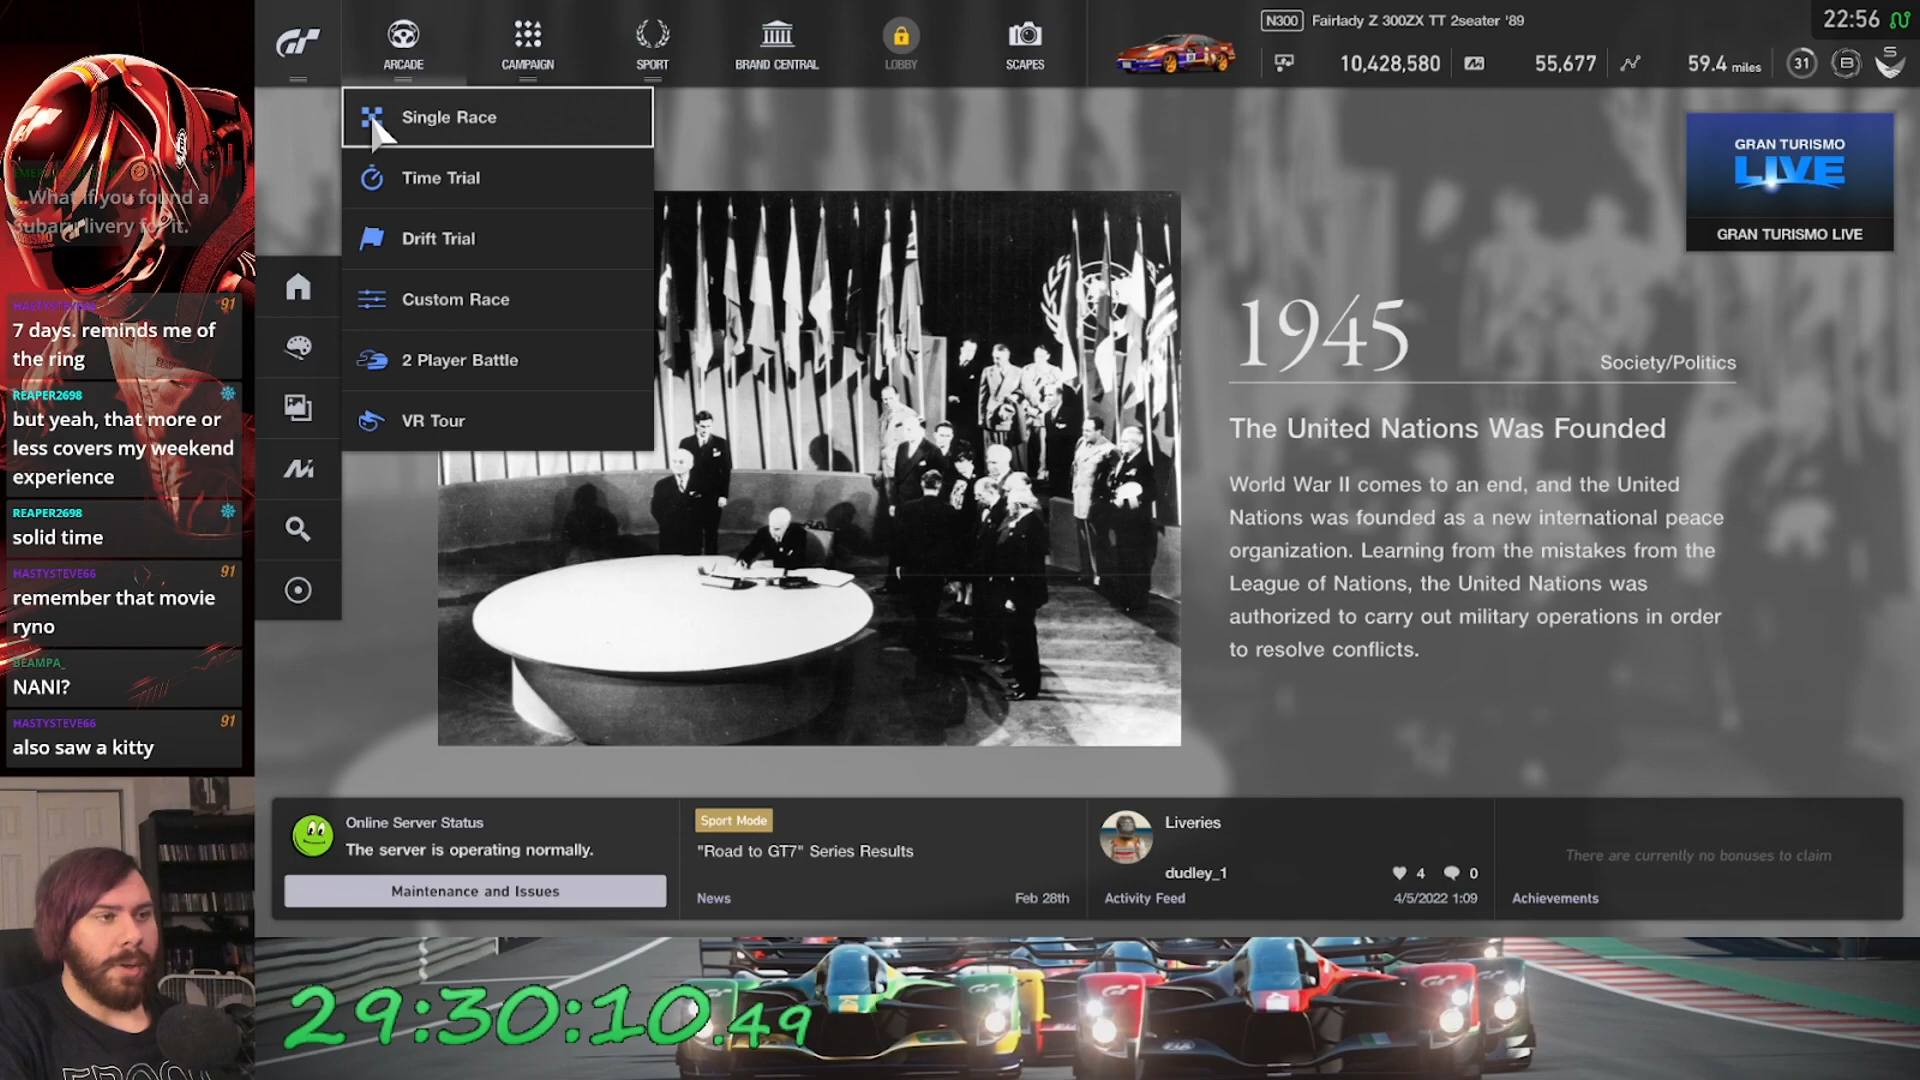 ARCADE
CAMPAIGN
SPORT
BRAND CENTRAL
LOBBY
SCAPES
N300 Fairlady Z 300ZX TT 2seater '89
10,428,580
55,677
59.4 miles
31
B
S
22:56
Single Race
Time Trial
Drift Trial
Custom Race
2 Player Battle
VR Tour
GRAN TURISMO
LIVE
GRAN TURISMO LIVE
1945
Society/Politics
The United Nations Was Founded
World War II comes to an end, and the United
Nations was founded as a new international peace
organization. Learning from the mistakes from the
League of Nations, the United Nations was
authorized to carry out military operations in order
to resolve conflicts.
...What if you found a
Subaru livery for it.
HASTYSTEVE66 91
7 days. reminds me of
the ring
REAPER2698
but yeah, that more or
less covers my weekend
experience
REAPER2698
solid time
HASTYSTEVE66 91
remember that movie
ryno
BEAMPA_
NANI?
HASTYSTEVE66 91
also saw a kitty
Online Server Status
The server is operating normally.
Maintenance and Issues
Sport Mode
"Road to GT7" Series Results
News
Feb 28th
Liveries
dudley_1
4
0
Activity Feed
4/5/2022 1:09
There are currently no bonuses to claim
Achievements
29:30:10.49